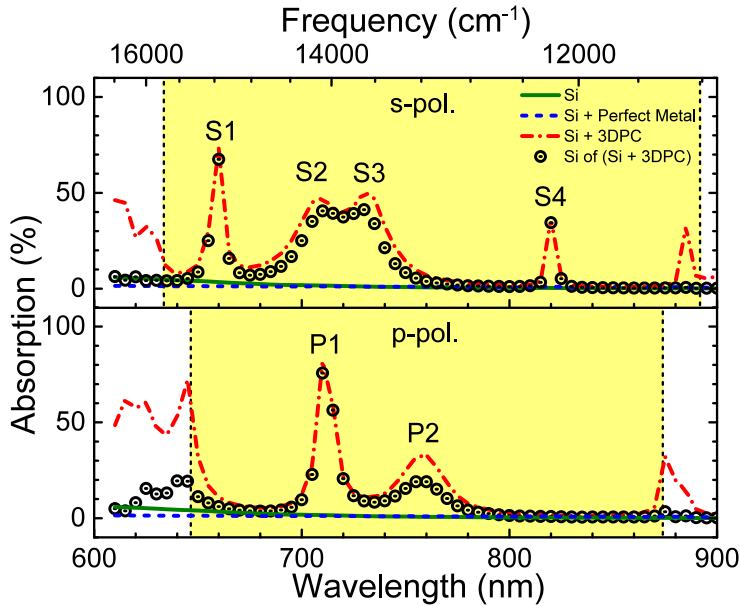 Frequency (cm⁻¹)
16000 14000 12000
100
50
0
s-pol.
Si
Si + Perfect Metal
Si + 3DPC
Si of (Si + 3DPC)
S1
S2
S3
S4
Absorption (%)
100
50
0
p-pol.
P1
P2
600 700 800 900
Wavelength (nm)